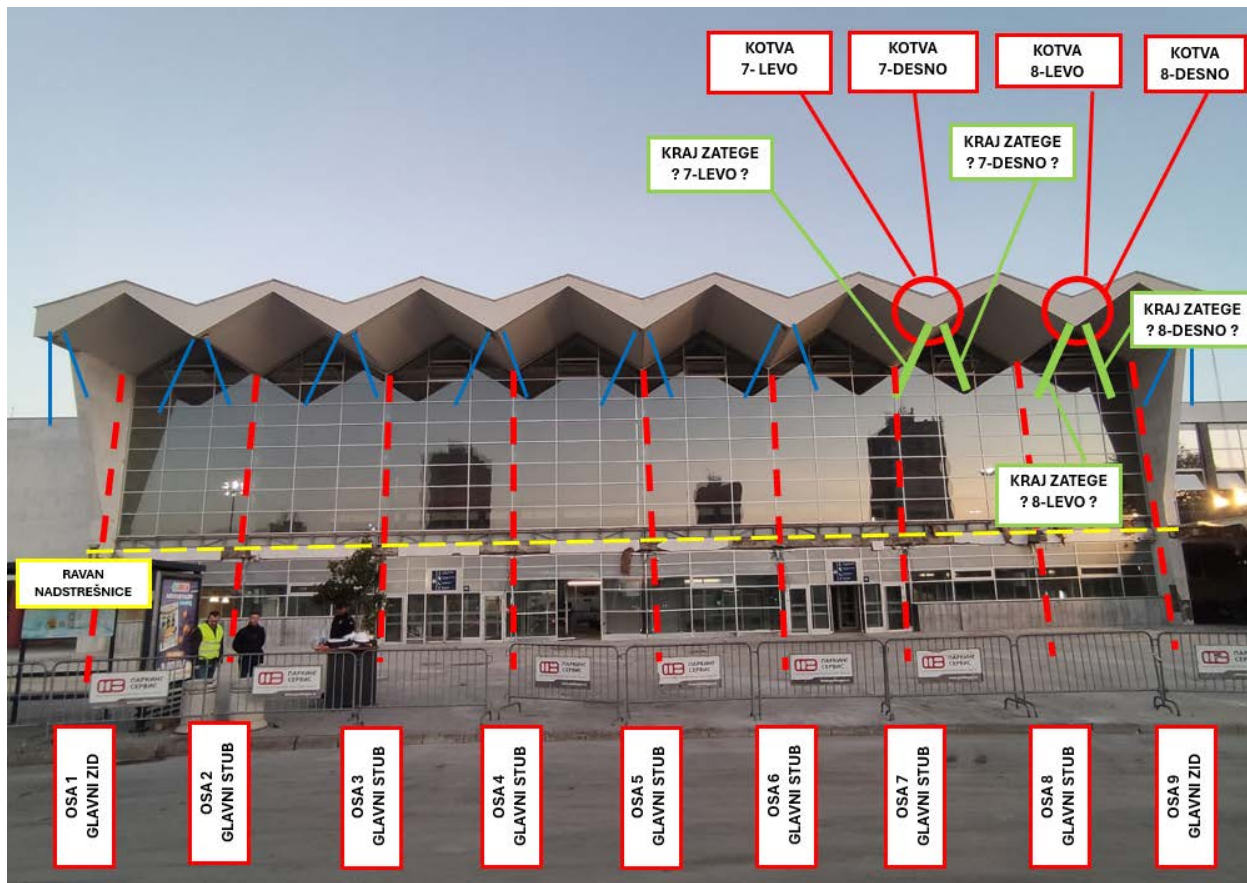 KOTVA
7- LEVO
KOTVA
7-DESNO
KOTVA
8-LEVO
KOTVA
8-DESNO
KRAJ ZATEGE
? 7-LEVO ?
KRAJ ZATEGE
? 7-DESNO ?
KRAJ ZATEGE
? 8-DESNO ?
KRAJ ZATEGE
? 8-LEVO ?
RAVAN
NADSTREŠNICE
ПАРКИНГ
СЕРВИС
ПАРКИНГ
СЕРВИС
ПАРКИНГ
СЕРВИС
ПАРКИНГ
СЕРВИС
ПАРКИНГ
СЕРВИС
ПАРКИНГ
СЕРВИС
OSA 1
GLAVNI ZID
OSA 2
GLAVNI STUB
OSA 3
GLAVNI STUB
OSA 4
GLAVNI STUB
OSA 5
GLAVNI STUB
OSA 6
GLAVNI STUB
OSA 7
GLAVNI STUB
OSA 8
GLAVNI STUB
OSA 9
GLAVNI ZID